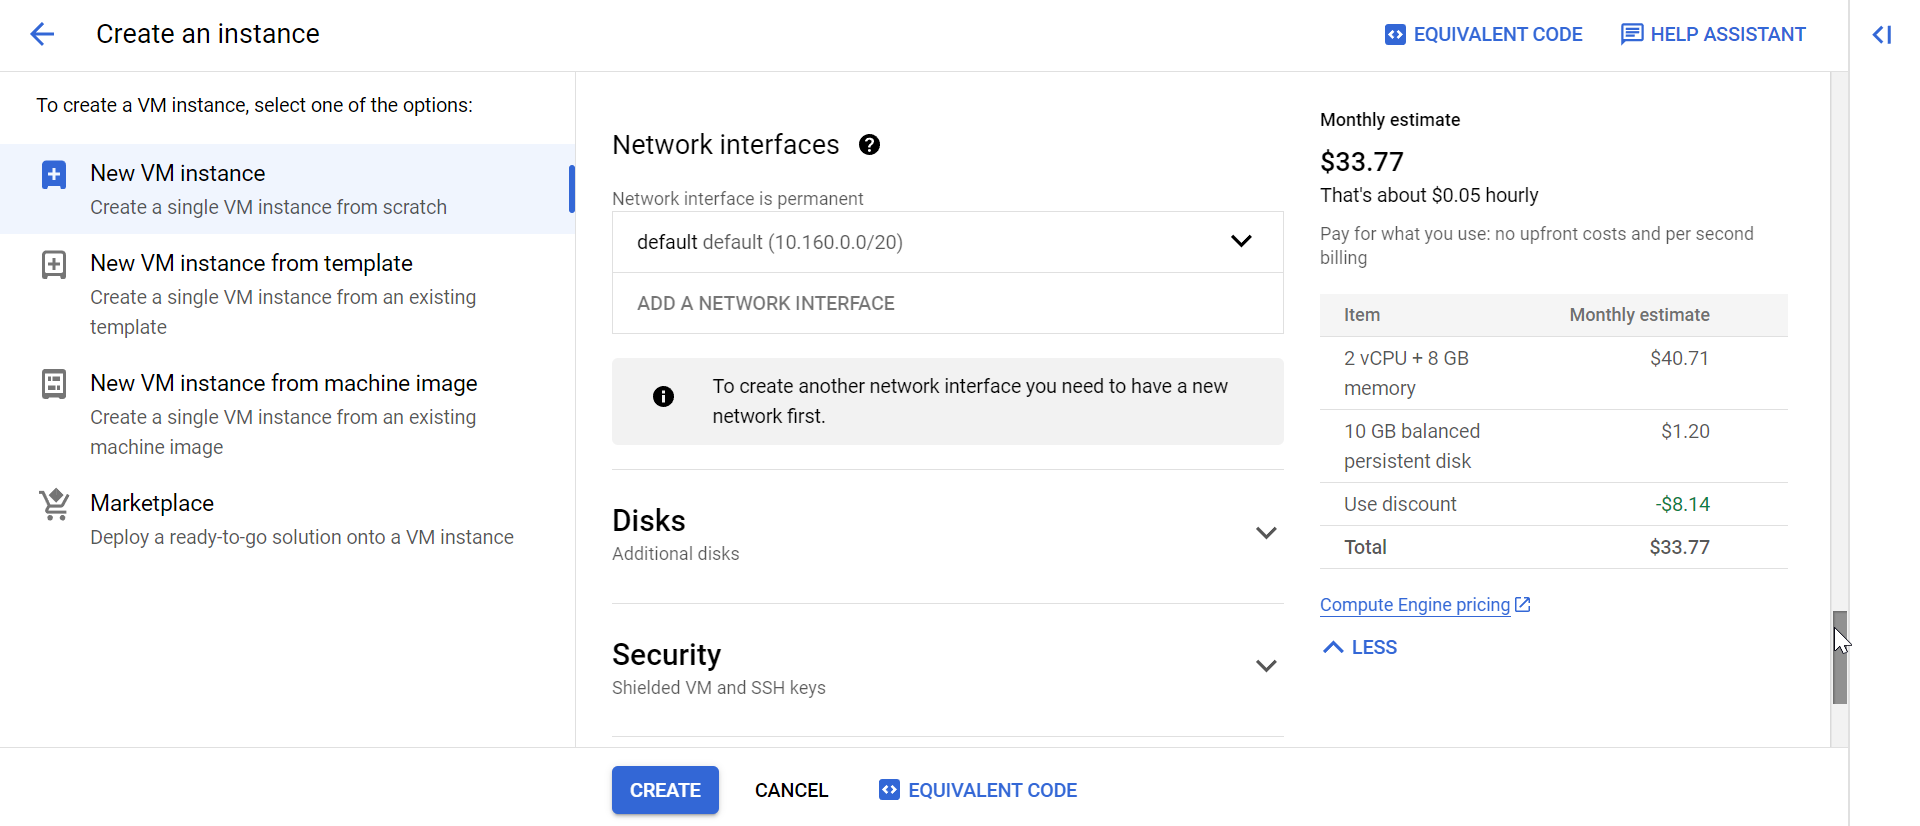 Create an instance
EQUIVALENT CODE
HELP ASSISTANT
To create a VM instance, select one of the options:
New VM instance
Create a single VM instance from scratch
New VM instance from template
Create a single VM instance from an existing
template
New VM instance from machine image
Create a single VM instance from an existing
machine image
Marketplace
Deploy a ready-to-go solution onto a VM instance
Network interfaces
Network interface is permanent
default default (10.160.0.0/20)
ADD A NETWORK INTERFACE
To create another network interface you need to have a new
network first.
Disks
Additional disks
Security
Shielded VM and SSH keys
Monthly estimate
$33.77
That's about $0.05 hourly
Pay for what you use: no upfront costs and per second
billing
Item Monthly estimate
2 vCPU + 8 GB $40.71
memory
10 GB balanced $1.20
persistent disk
Use discount -$8.14
Total $33.77
Compute Engine pricing
LESS
CREATE
CANCEL
EQUIVALENT CODE